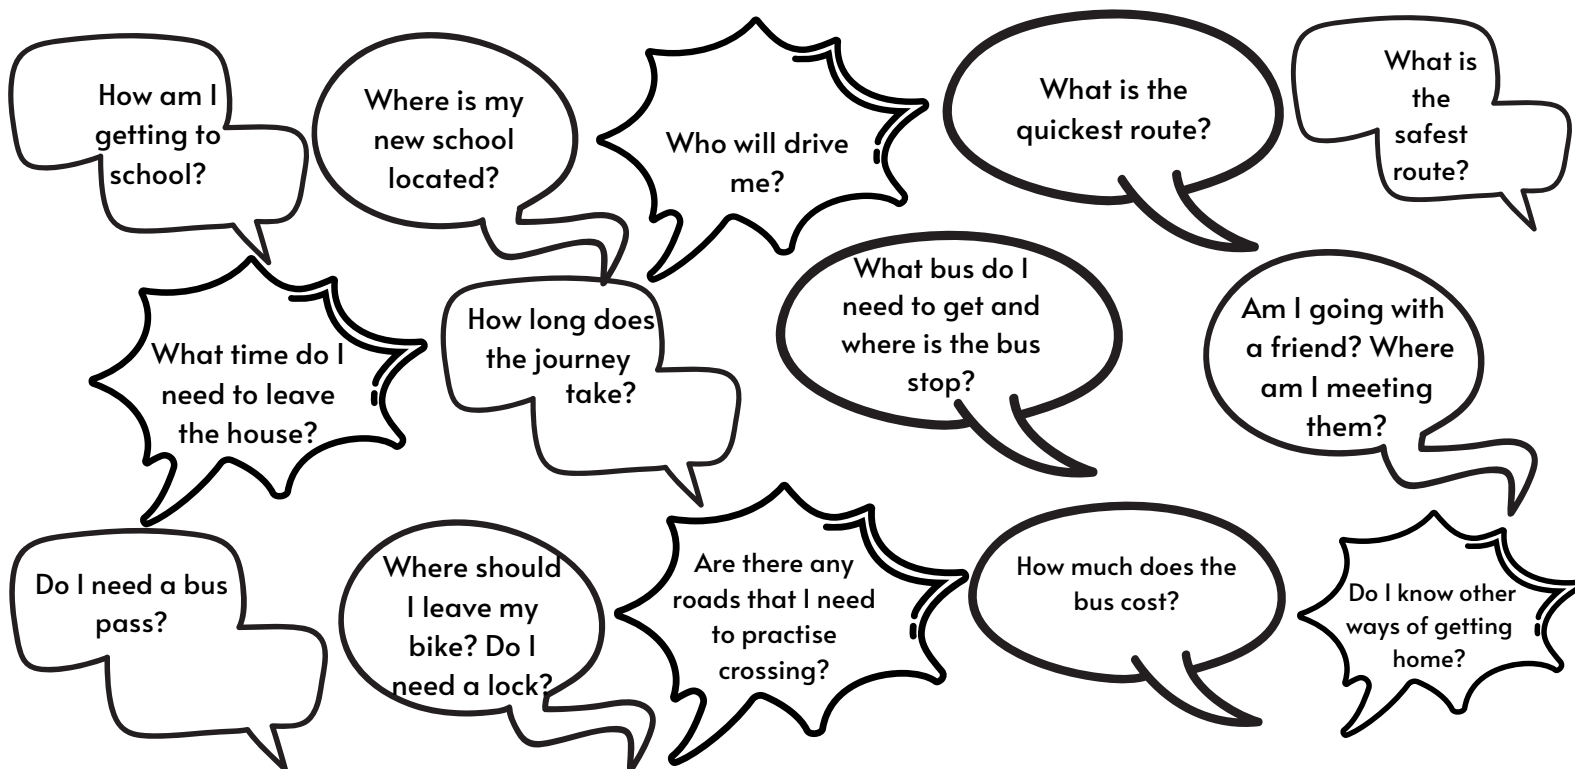 How am I
getting to
school?
Where is my
new school
located?
Who will drive
me?
What is the
quickest route?
What is
the
safest
route?
What time do I
need to leave
the house?
How long does
the journey
take?
What bus do I
need to get and
where is the bus
stop?
Am I going with
a friend? Where
am I meeting
them?
Do I need a bus
pass?
Where should
I leave my
bike? Do I
need a lock?
Are there any
roads that I need
to practise
crossing?
How much does the
bus cost?
Do I know other
ways of getting
home?